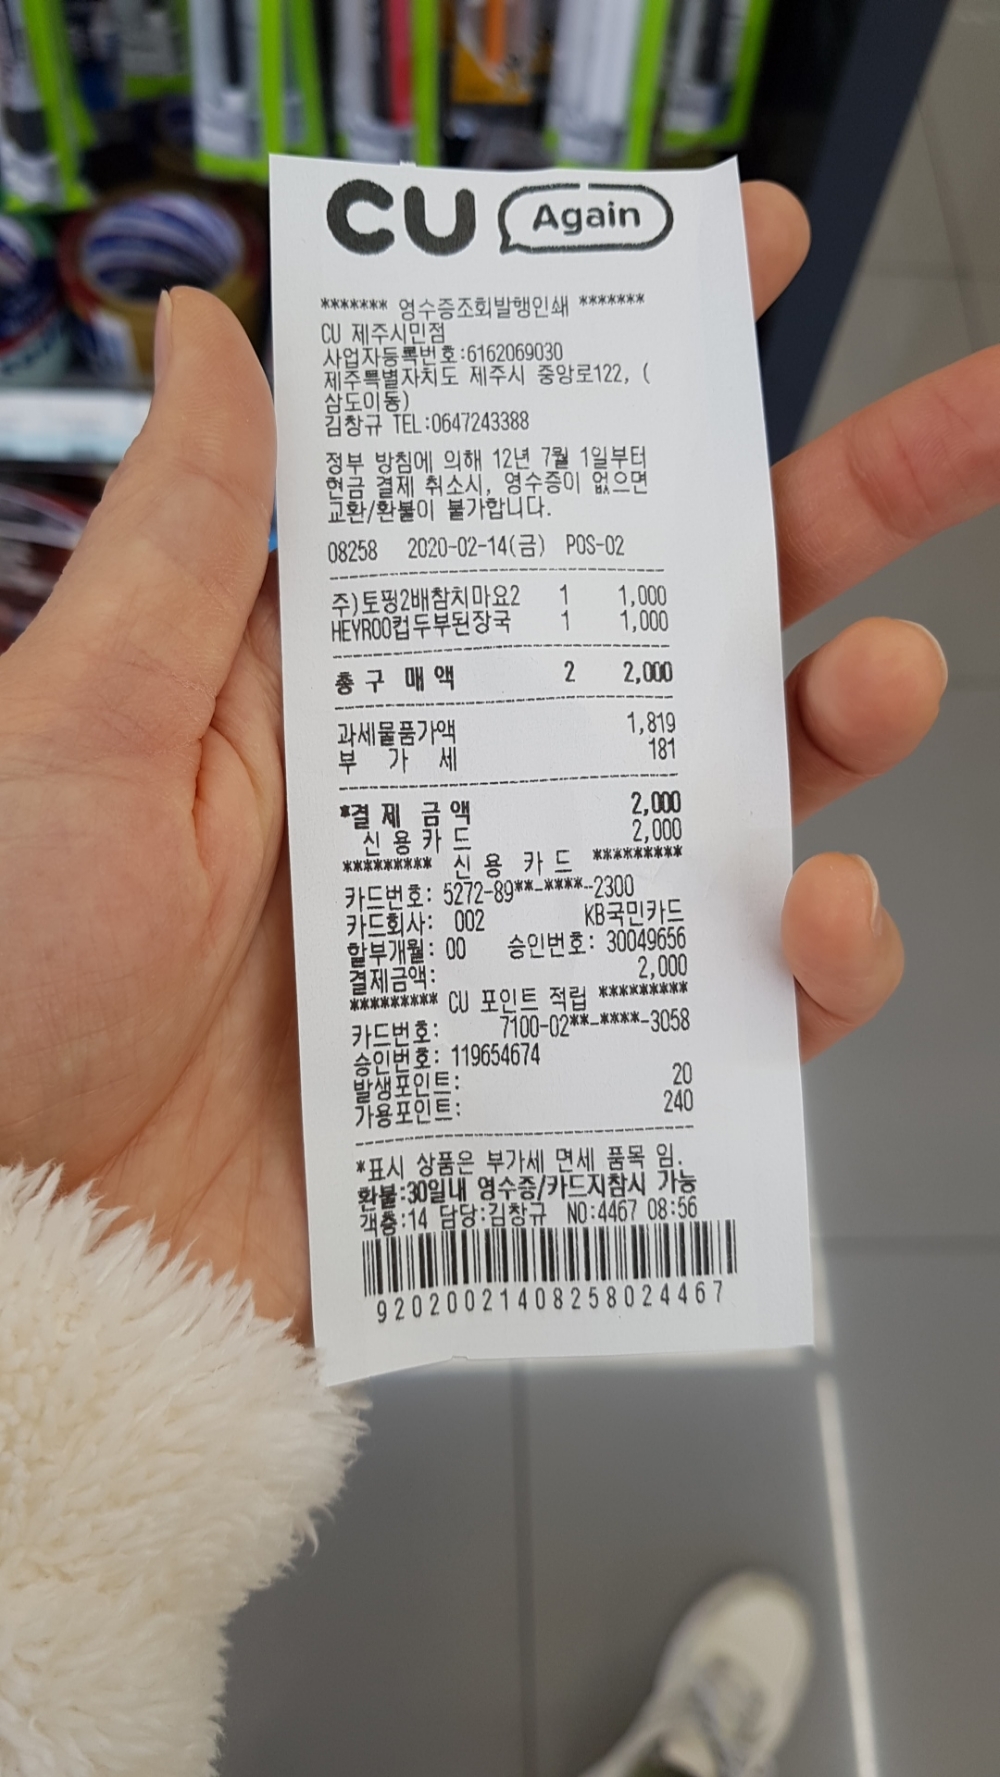 CU Again
******* 영수증조회발행인쇄 *******
CU 제주시민점
사업자등록번호:6162069030
제주특별자치도 제주시 중앙로122, (
삼도이동)
김창규 TEL:0647243388
정부 방침에 의해 12년 7월 1일부터
현금 결제 취소시, 영수증이 없으면
교환/환불이 불가합니다.
08258 2020-02-14(금) POS-02
주)토핑2배참치마요2 1 1,000
HEYROO컵두부된장국 1 1,000
총 구 매 액 2 2,000
과세물품가액 1,819
부 가 세 181
*결 제 금 액 2,000
신 용 카 드 2,000
********* 신 용 카 드 *********
카드번호: 5272-89**-****-2300
카드회사: 002 KB국민카드
할부개월: 00 승인번호: 30049656
결제금액: 2,000
********* CU 포인트 적립 *********
카드번호: 7100-02**-****-3058
승인번호: 119654674
발생포인트: 20
가용포인트: 240
*표시 상품은 부가세 면세 품목 임.
환불:30일내 영수증/카드지참시 가능
객층:14 담당:김창규 NO:4467 08:56
92020021408258024467